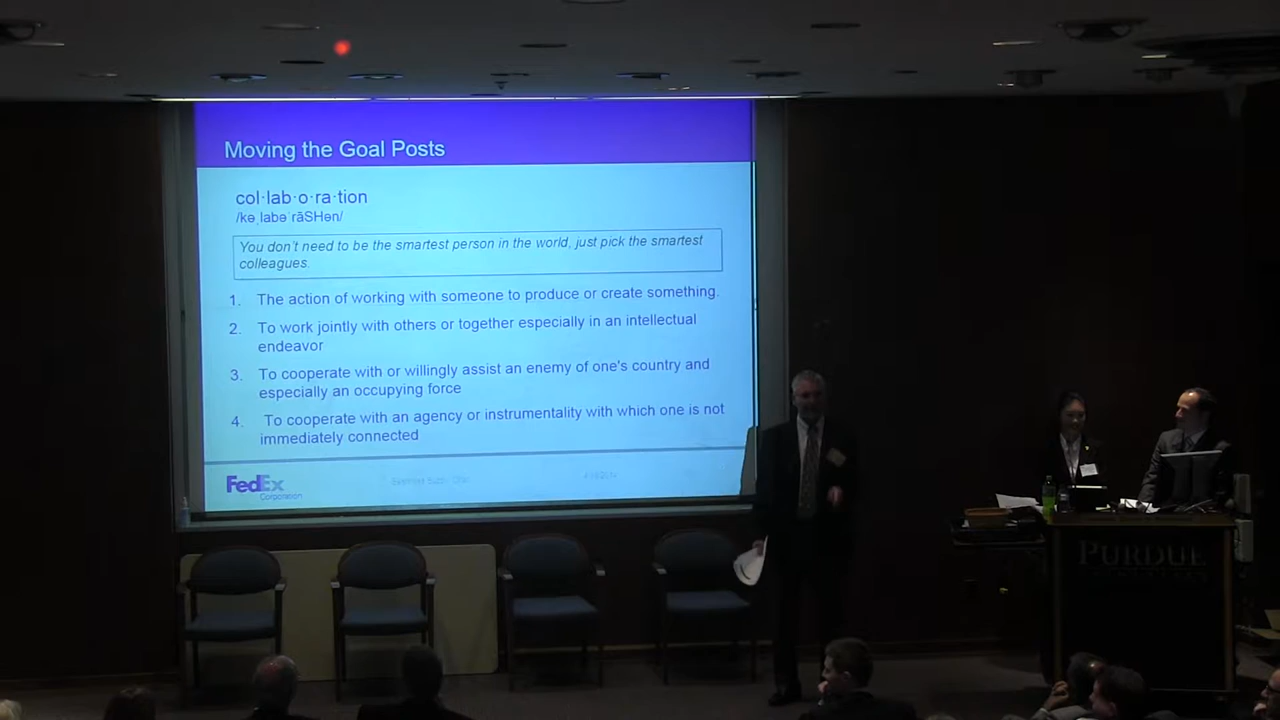 Moving the Goal Posts
col·lab·o·ra·tion
/kəˌlabəˈrāSHən/
You don't need to be the smartest person in the world, just pick the smartest
colleagues.
1. The action of working with someone to produce or create something.
2. To work jointly with others or together especially in an intellectual
endeavor
3. To cooperate with or willingly assist an enemy of one's country and
especially an occupying force
4. To cooperate with an agency or instrumentality with which one is not
immediately connected
FedEx
Corporation
PURDUE